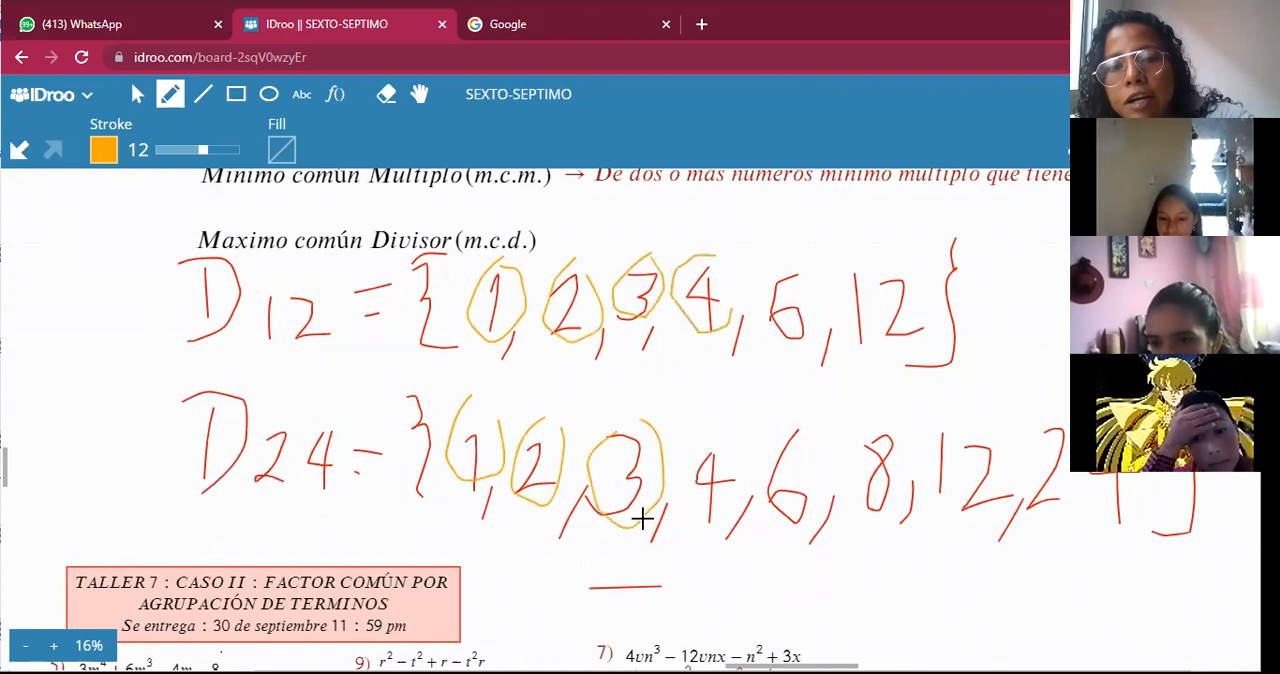 (413) WhatsApp
IDroo || SEXTO-SEPTIMO
Google
idroo.com/board-2sqV0wzyEr
IDroo
Abc
f()
SEXTO-SEPTIMO
Stroke
Fill
12
Minimo común Multiplo(m.c.m.) → De dos o mas numeros minimo multiplo que tiene
Maximo común Divisor(m.c.d.)
D12 = {1, 2, 3, 4, 6, 12}
D24 = {1, 2, 3, 4, 6, 8, 12, 24}
TALLER 7 : CASO II : FACTOR COMÚN POR
AGRUPACIÓN DE TERMINOS
Se entrega : 30 de septiembre 11 : 59 pm
- + 16%
9) r² − t² + r − t²r
7) 4vn³ − 12vnx − n² + 3x